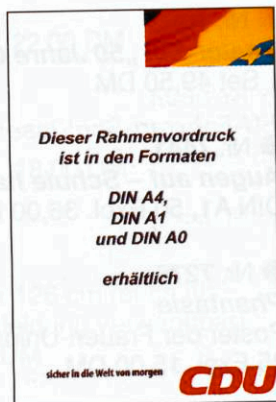 Dieser Rahmenvordruck
ist in den Formaten
DIN A4,
DIN A1
und DIN A0
erhältlich
sicher in die Welt von morgen
CDU